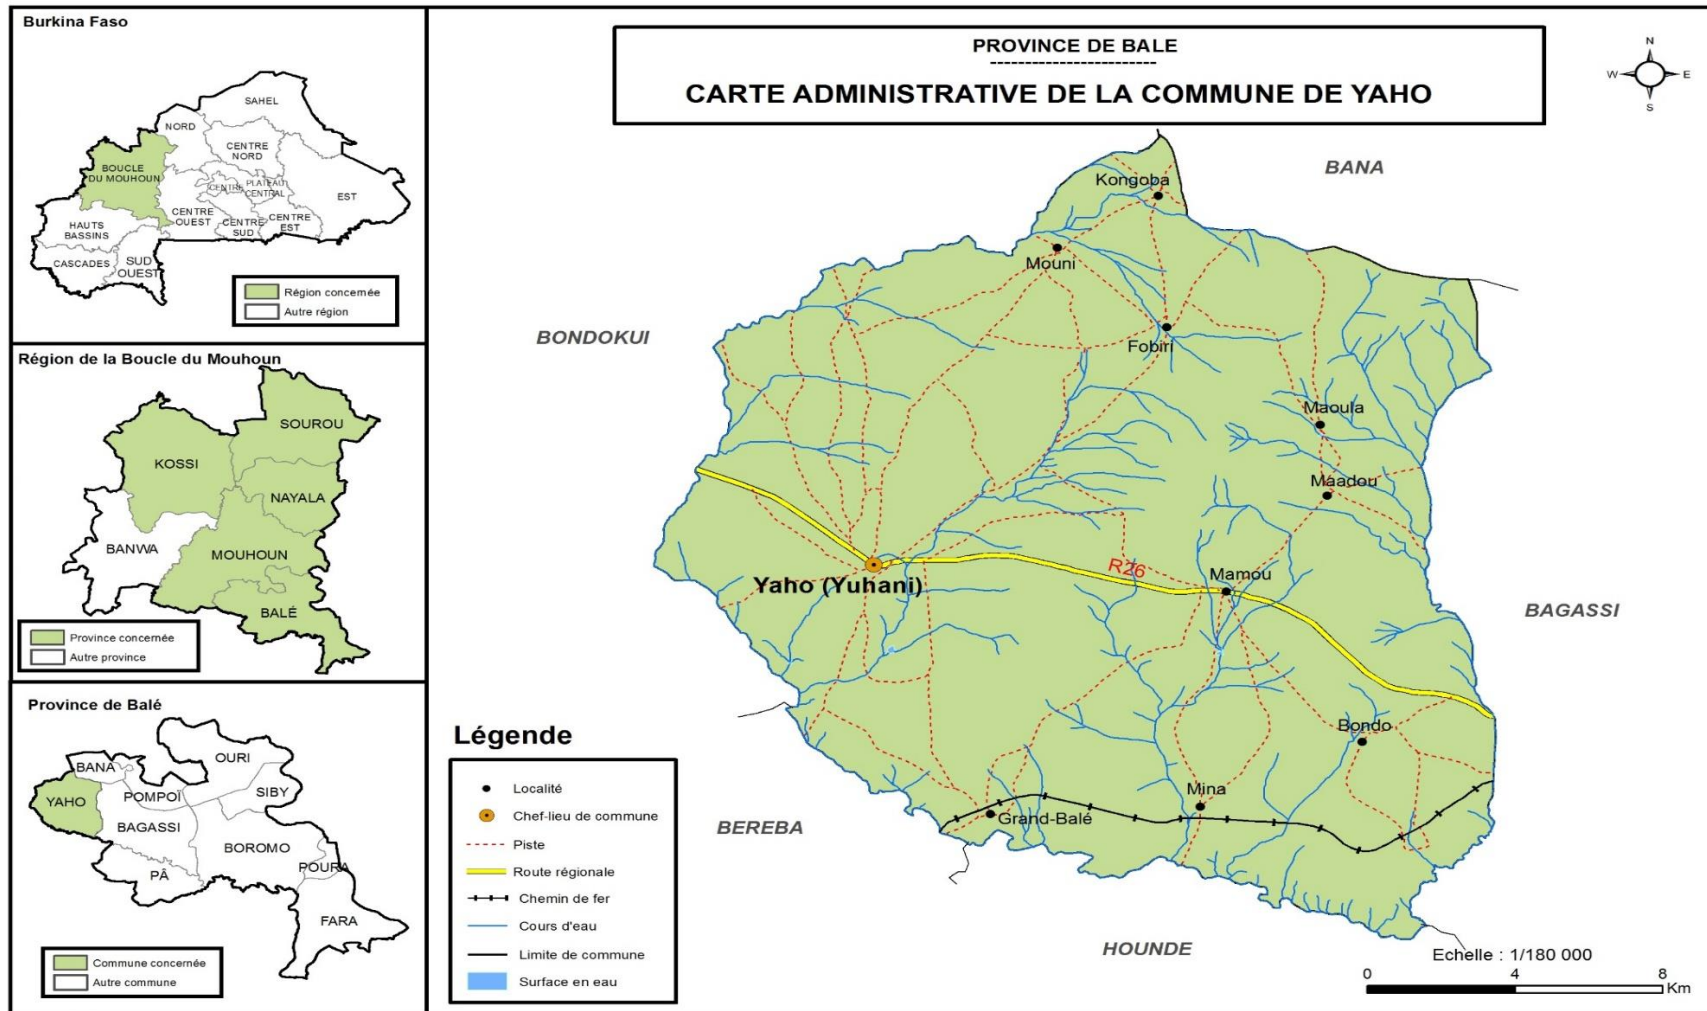 Burkina Faso
SAHEL
NORD
CENTRE
NORD
BOUCLE
DU MOUHOUN
CENTRE
PLATEAU
CENTRAL
EST
CENTRE
OUEST
CENTRE
SUD
CENTRE
EST
HAUTS
BASSINS
CASCADES
SUD
OUEST
Région concernée
Autre région
Région de la Boucle du Mouhoun
SOUROU
KOSSI
NAYALA
BANWA
MOUHOUN
BALÉ
Province concernée
Autre province
Province de Balé
OURI
BANA
SIBY
YAHO
POMPOÏ
BAGASSI
BOROMO
POURA
PÂ
FARA
Commune concernée
Autre commune
PROVINCE DE BALE
------------------------
CARTE ADMINISTRATIVE DE LA COMMUNE DE YAHO
N
W
E
S
BANA
Kongoba
Mouni
BONDOKUI
Fobiri
Maoula
Maadou
R26
Mamou
Yaho (Yuhani)
BAGASSI
Bondo
Mina
Grand-Balé
BEREBA
HOUNDE
Légende
Localité
Chef-lieu de commune
Piste
Route régionale
Chemin de fer
Cours d'eau
Limite de commune
Surface en eau
Echelle : 1/180 000
0 4 8
Km